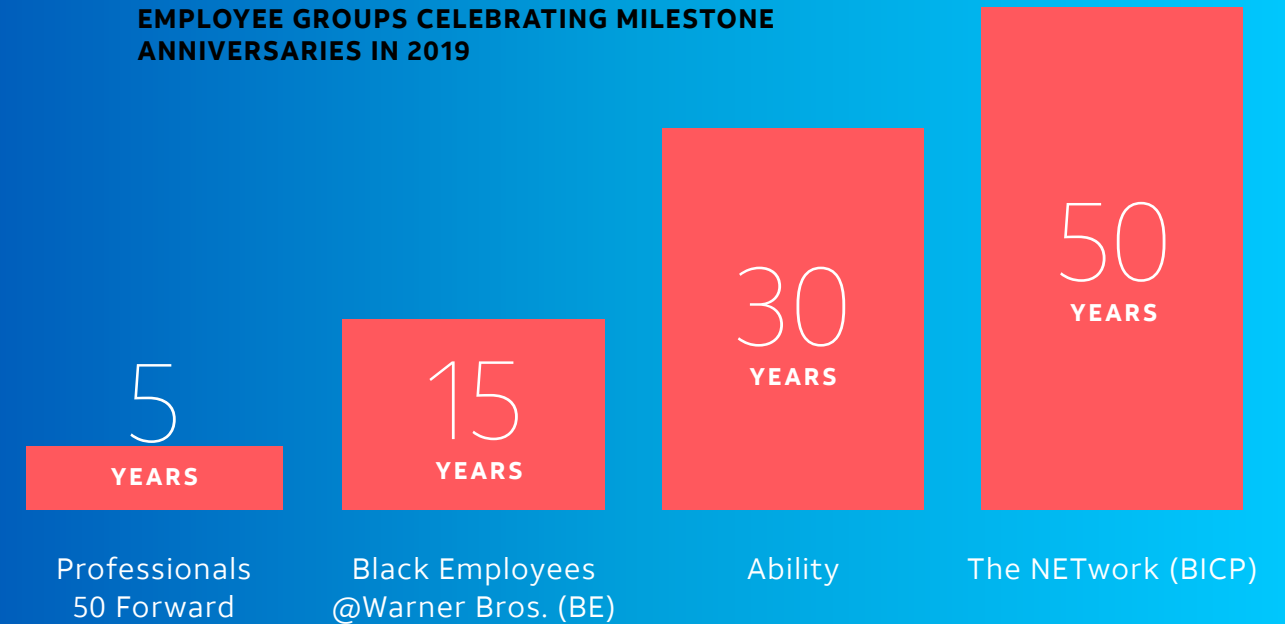 EMPLOYEE GROUPS CELEBRATING MILESTONE
ANNIVERSARIES IN 2019
5
YEARS
15
YEARS
30
YEARS
50
YEARS
Professionals
50 Forward
Black Employees
@Warner Bros. (BE)
Ability
The NETwork (BICP)